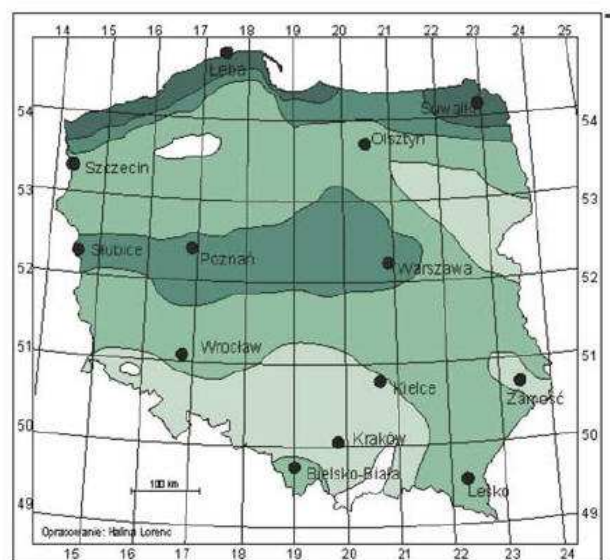 14 15 16 17 18 19 20 21 22 23 24 25
Łeba
54 Suwałki 54
Olsztyn
Szczecin
53 53
Słubice Poznań
Warszawa
52 52
Wrocław
51 51
Kielce
Zamość
Kraków
50 50
Bielsko-Biała
Lesko
100 km
49 49
Opracowanie: Halina Lorenc
15 16 17 18 19 20 21 22 23 24